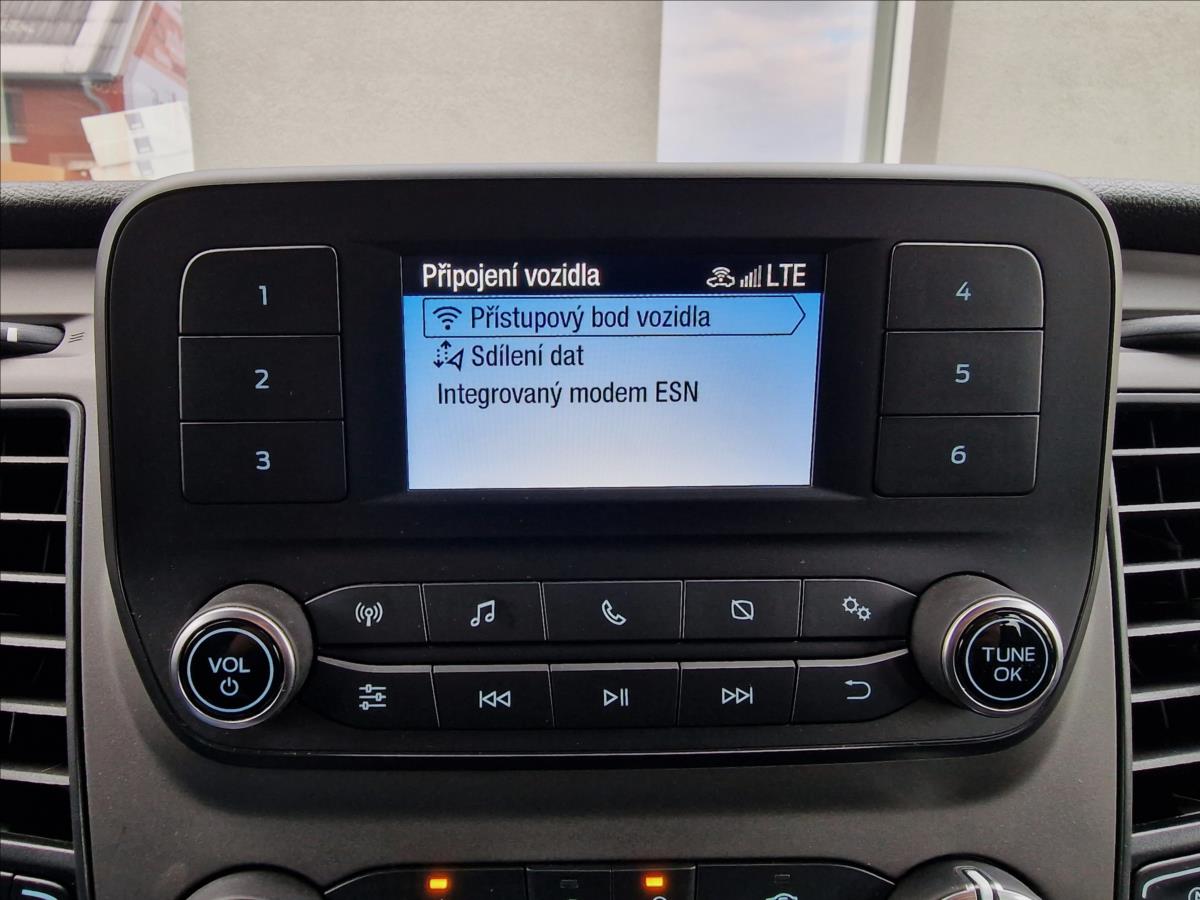 Připojení vozidla LTE
Přístupový bod vozidla
Sdílení dat
Integrovaný modem ESN
1
2
3
4
5
6
VOL
TUNE
OK